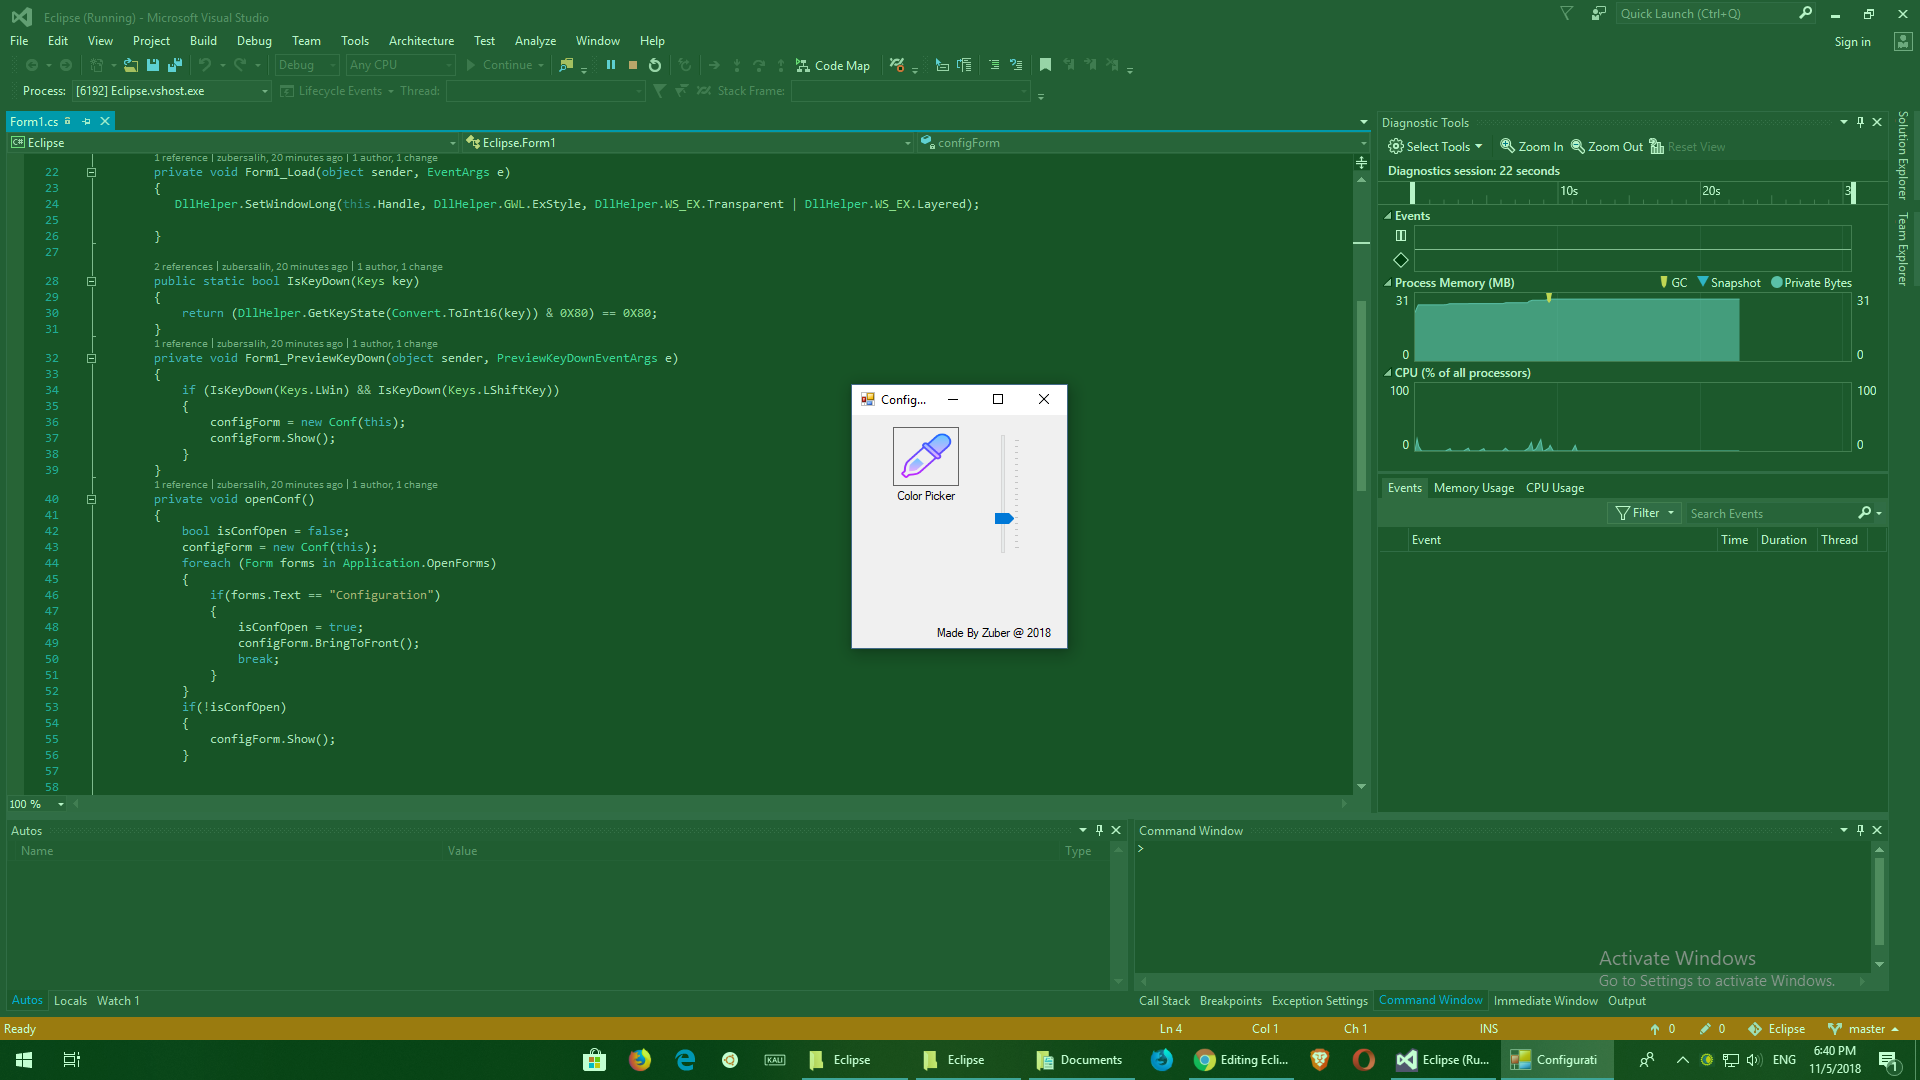 Eclipse (Running) - Microsoft Visual Studio
Quick Launch (Ctrl+Q)
File Edit View Project Build Debug Team Tools Architecture Test Analyze Window Help
Sign in
Debug Any CPU Continue Code Map
Process: [6192] Eclipse.vshost.exe Lifecycle Events Thread: Stack Frame:
Form1.cs
Eclipse Eclipse.Form1 configForm
1 reference | zubersalih, 20 minutes ago | 1 author, 1 change
22 private void Form1_Load(object sender, EventArgs e)
23 {
24 DllHelper.SetWindowLong(this.Handle, DllHelper.GWL.ExStyle, DllHelper.WS_EX.Transparent | DllHelper.WS_EX.Layered);
25
26 }
27
2 references | zubersalih, 20 minutes ago | 1 author, 1 change
28 public static bool IsKeyDown(Keys key)
29 {
30 return (DllHelper.GetKeyState(Convert.ToInt16(key)) & 0X80) == 0X80;
31 }
1 reference | zubersalih, 20 minutes ago | 1 author, 1 change
32 private void Form1_PreviewKeyDown(object sender, PreviewKeyDownEventArgs e)
33 {
34 if (IsKeyDown(Keys.LWin) && IsKeyDown(Keys.LShiftKey))
35 {
36 configForm = new Conf(this);
37 configForm.Show();
38 }
39 }
1 reference | zubersalih, 20 minutes ago | 1 author, 1 change
40 private void openConf()
41 {
42 bool isConfOpen = false;
43 configForm = new Conf(this);
44 foreach (Form forms in Application.OpenForms)
45 {
46 if(forms.Text == "Configuration")
47 {
48 isConfOpen = true;
49 configForm.BringToFront();
50 break;
51 }
52 }
53 if(!isConfOpen)
54 {
55 configForm.Show();
56 }
57
58
100 %
Config...
Color Picker
Made By Zuber @ 2018
Diagnostic Tools
Select Tools Zoom In Zoom Out Reset View
Diagnostics session: 22 seconds
10s 20s 3
Events
Process Memory (MB) GC Snapshot Private Bytes
31 31
0 0
CPU (% of all processors)
100 100
0 0
Events Memory Usage CPU Usage
Filter Search Events
Event Time Duration Thread
Solution Explorer
Team Explorer
Autos
Name Value Type
Autos Locals Watch 1
Command Window
>
Activate Windows
Go to Settings to activate Windows.
Call Stack Breakpoints Exception Settings Command Window Immediate Window Output
Ready Ln 4 Col 1 Ch 1 INS 0 0 Eclipse master
KALI Eclipse Eclipse Documents Editing Ecli... Eclipse (Ru... Configurati ENG
6:40 PM
11/5/2018
1